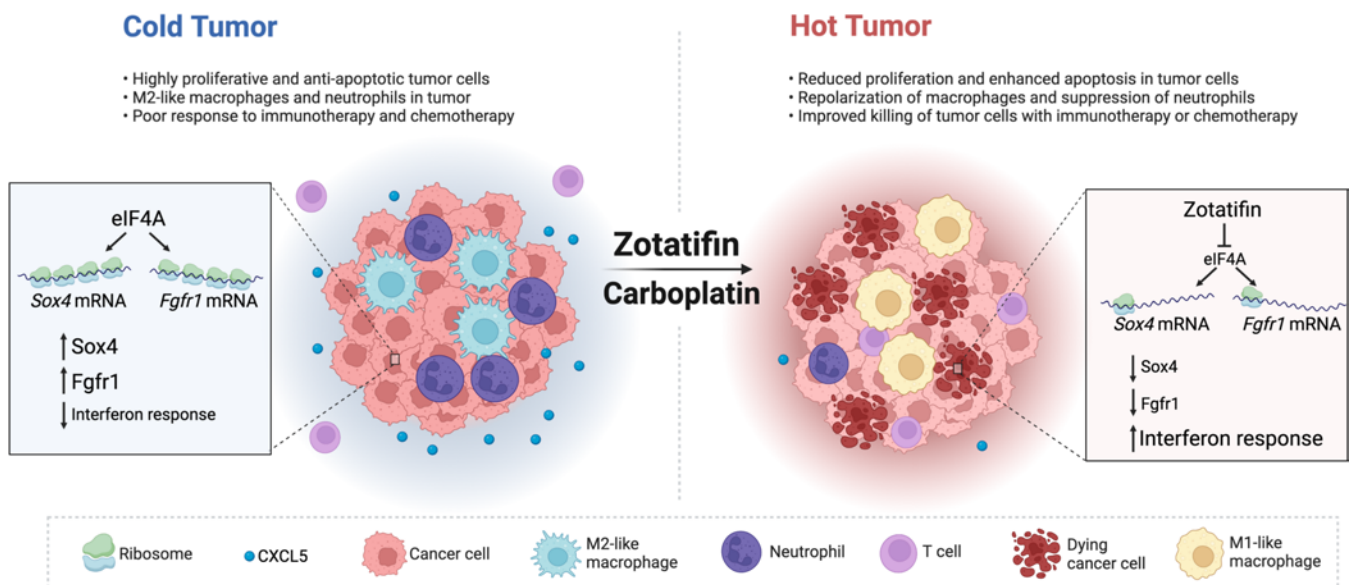 Cold Tumor
• Highly proliferative and anti-apoptotic tumor cells
• M2-like macrophages and neutrophils in tumor
• Poor response to immunotherapy and chemotherapy
eIF4A
Sox4 mRNA
Fgfr1 mRNA
↑ Sox4
↑ Fgfr1
↓ Interferon response
Zotatifin
Carboplatin
Hot Tumor
• Reduced proliferation and enhanced apoptosis in tumor cells
• Repolarization of macrophages and suppression of neutrophils
• Improved killing of tumor cells with immunotherapy or chemotherapy
Zotatifin
eIF4A
Sox4 mRNA
Fgfr1 mRNA
↓ Sox4
↓ Fgfr1
↑ Interferon response
Ribosome
CXCL5
Cancer cell
M2-like
macrophage
Neutrophil
T cell
Dying
cancer cell
M1-like
macrophage